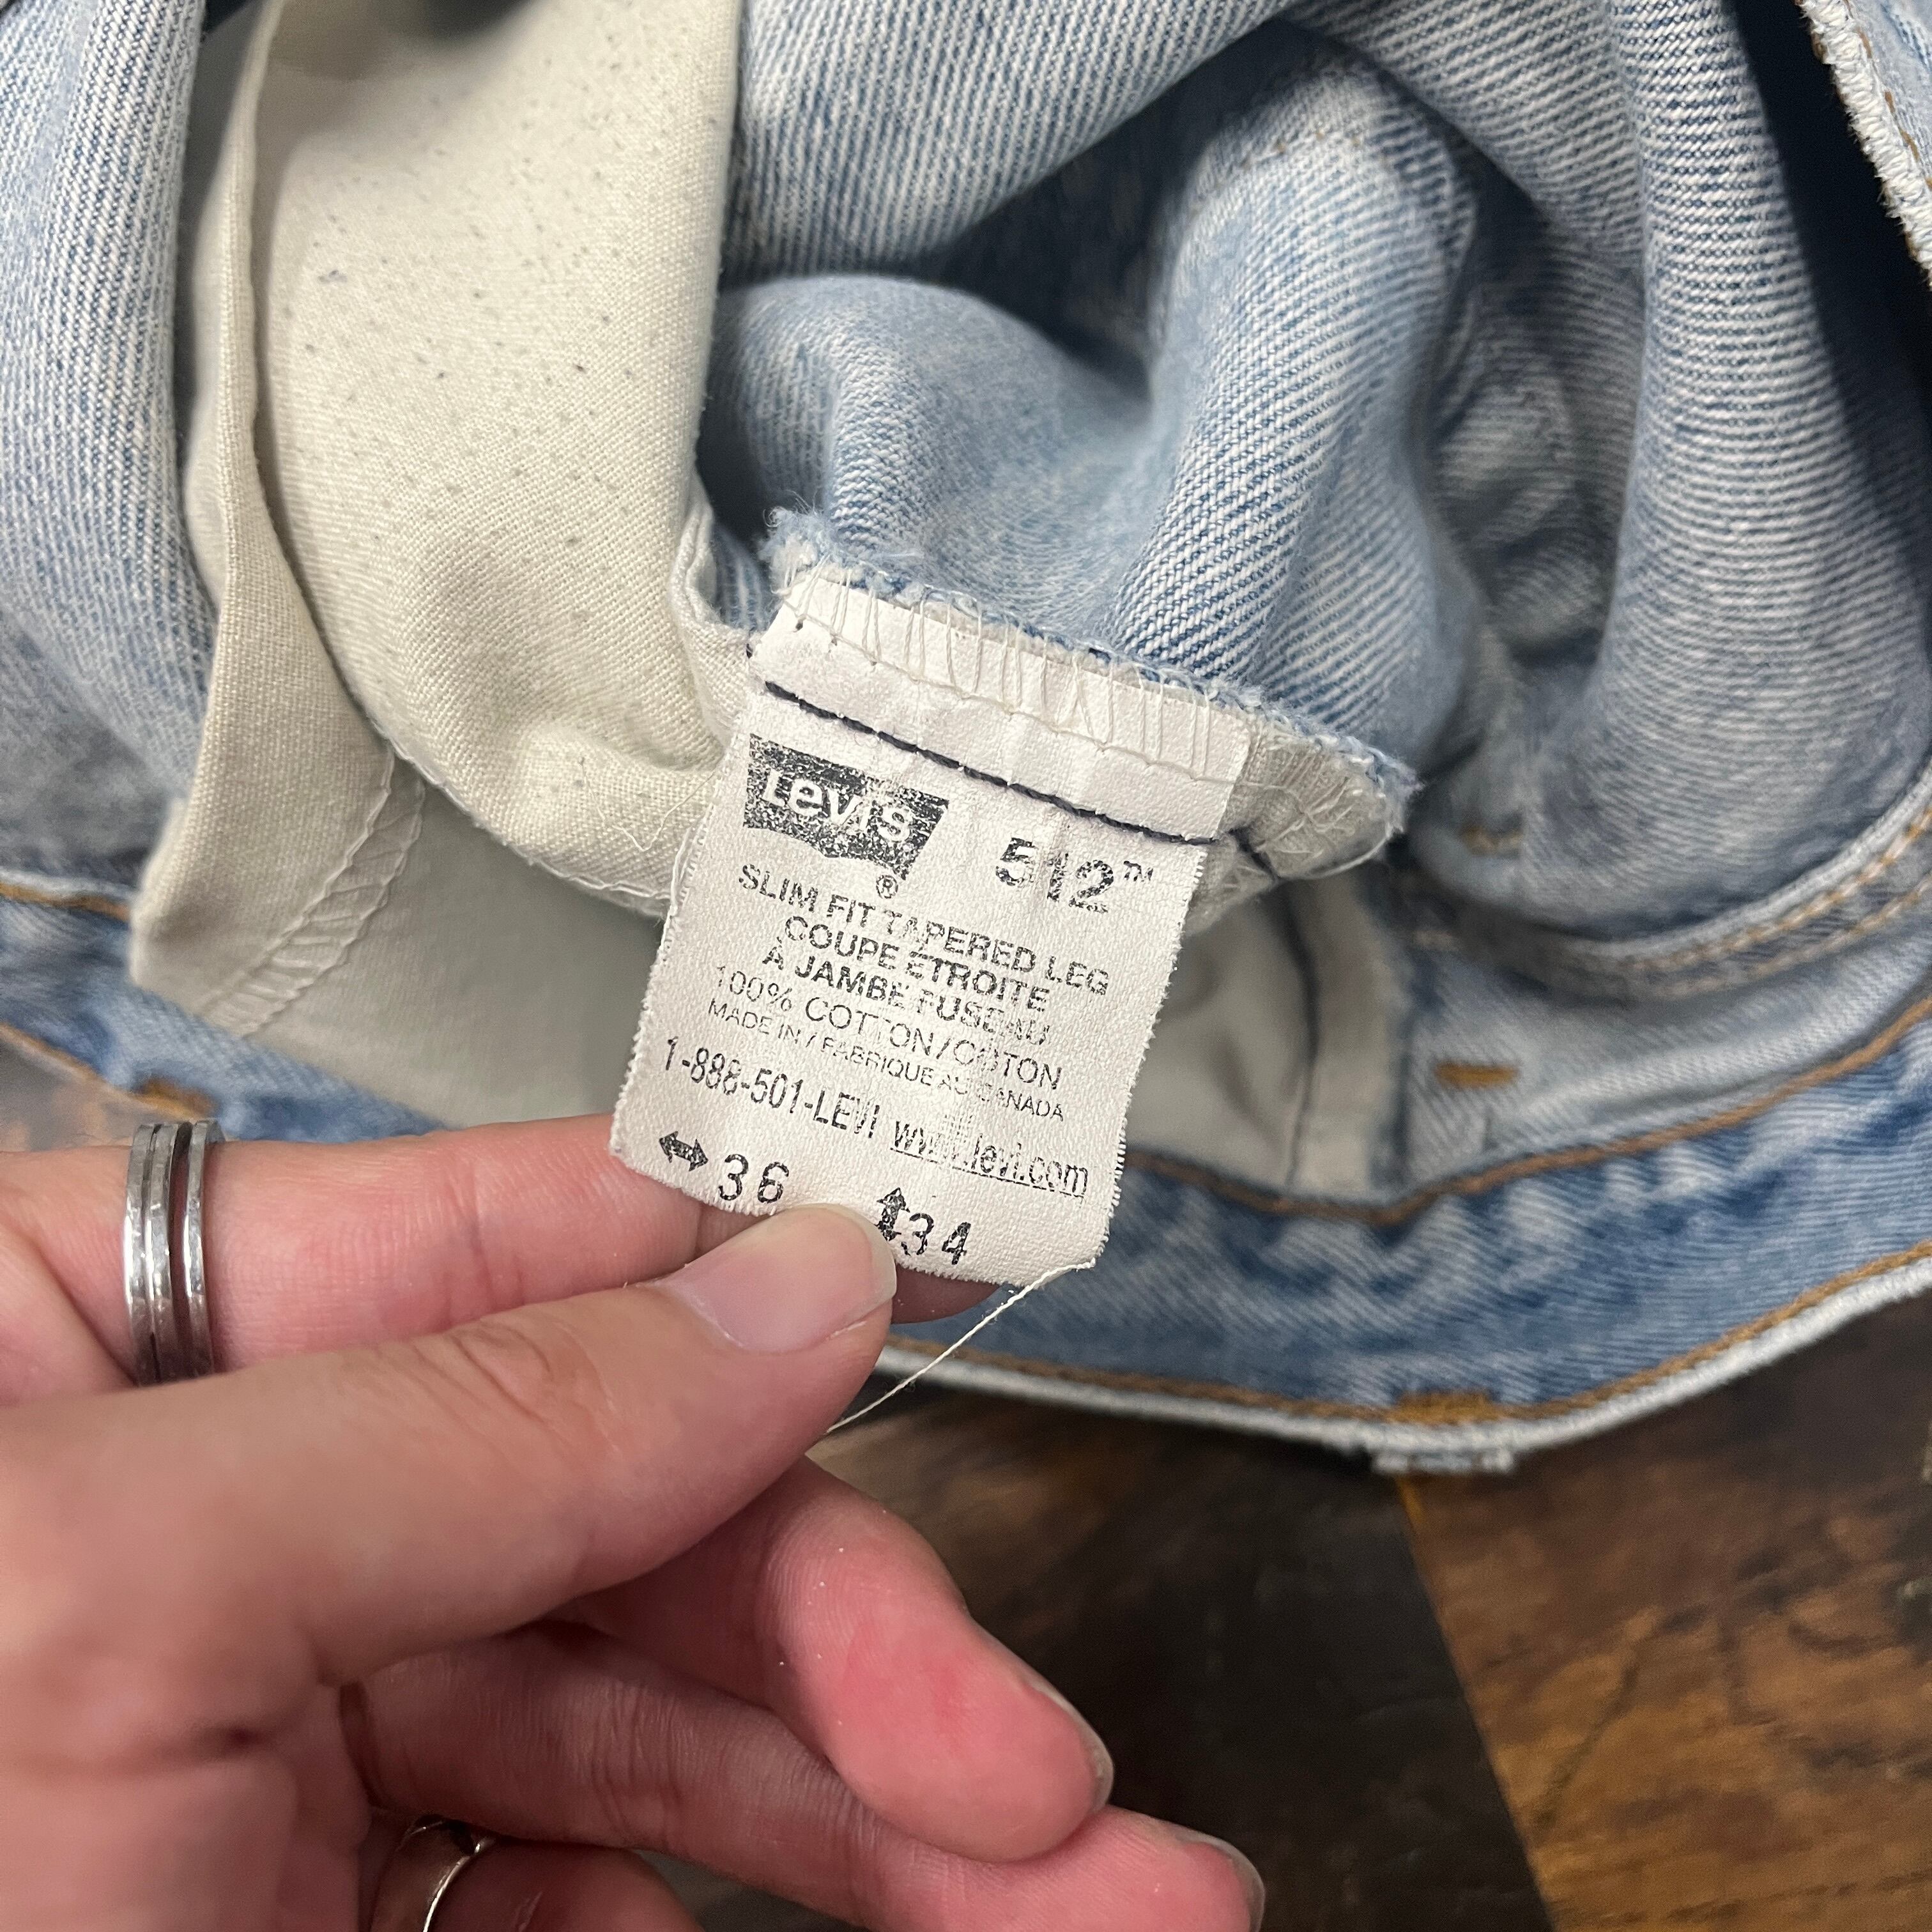 Levi's 512™
®
SLIM FIT TAPERED LEG
COUPE ÉTROITE
À JAMBE FUSEAU
100% COTTON/COTON
MADE IN / FABRIQUE AU CANADA
1-888-501-LEVI www.levi.com
↔36 ↕34